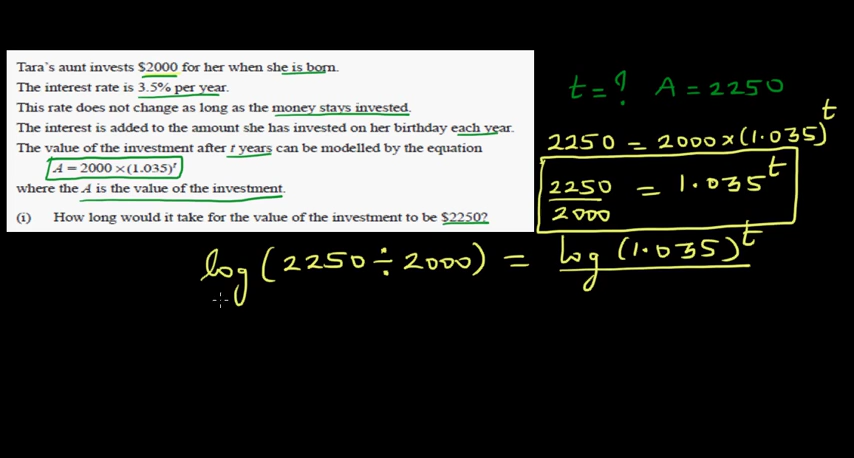 Tara's aunt invests $2000 for her when she is born.
The interest rate is 3.5% per year.
This rate does not change as long as the money stays invested.
The interest is added to the amount she has invested on her birthday each year.
The value of the investment after t years can be modelled by the equation
A = 2000 × (1.035)^t
where the A is the value of the investment.
(i) How long would it take for the value of the investment to be $2250?
t = ? A = 2250
2250 = 2000 × (1.035)^t
2250/2000 = 1.035^t
log (2250 ÷ 2000) = log (1.035)^t